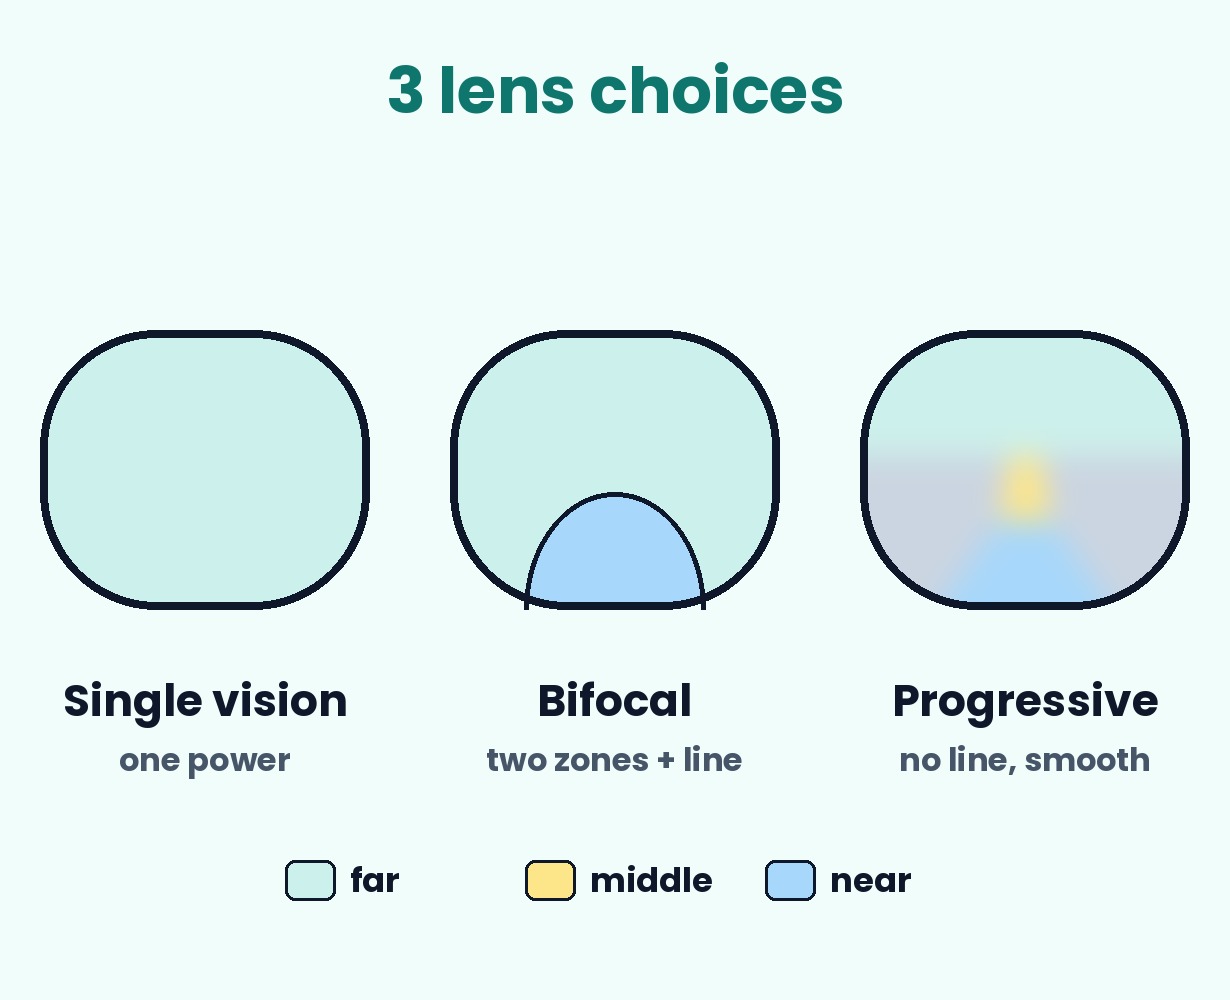 3 lens choices
Single vision
Bifocal
Progressive
one power
two zones + line
no line, smooth
far
middle
near